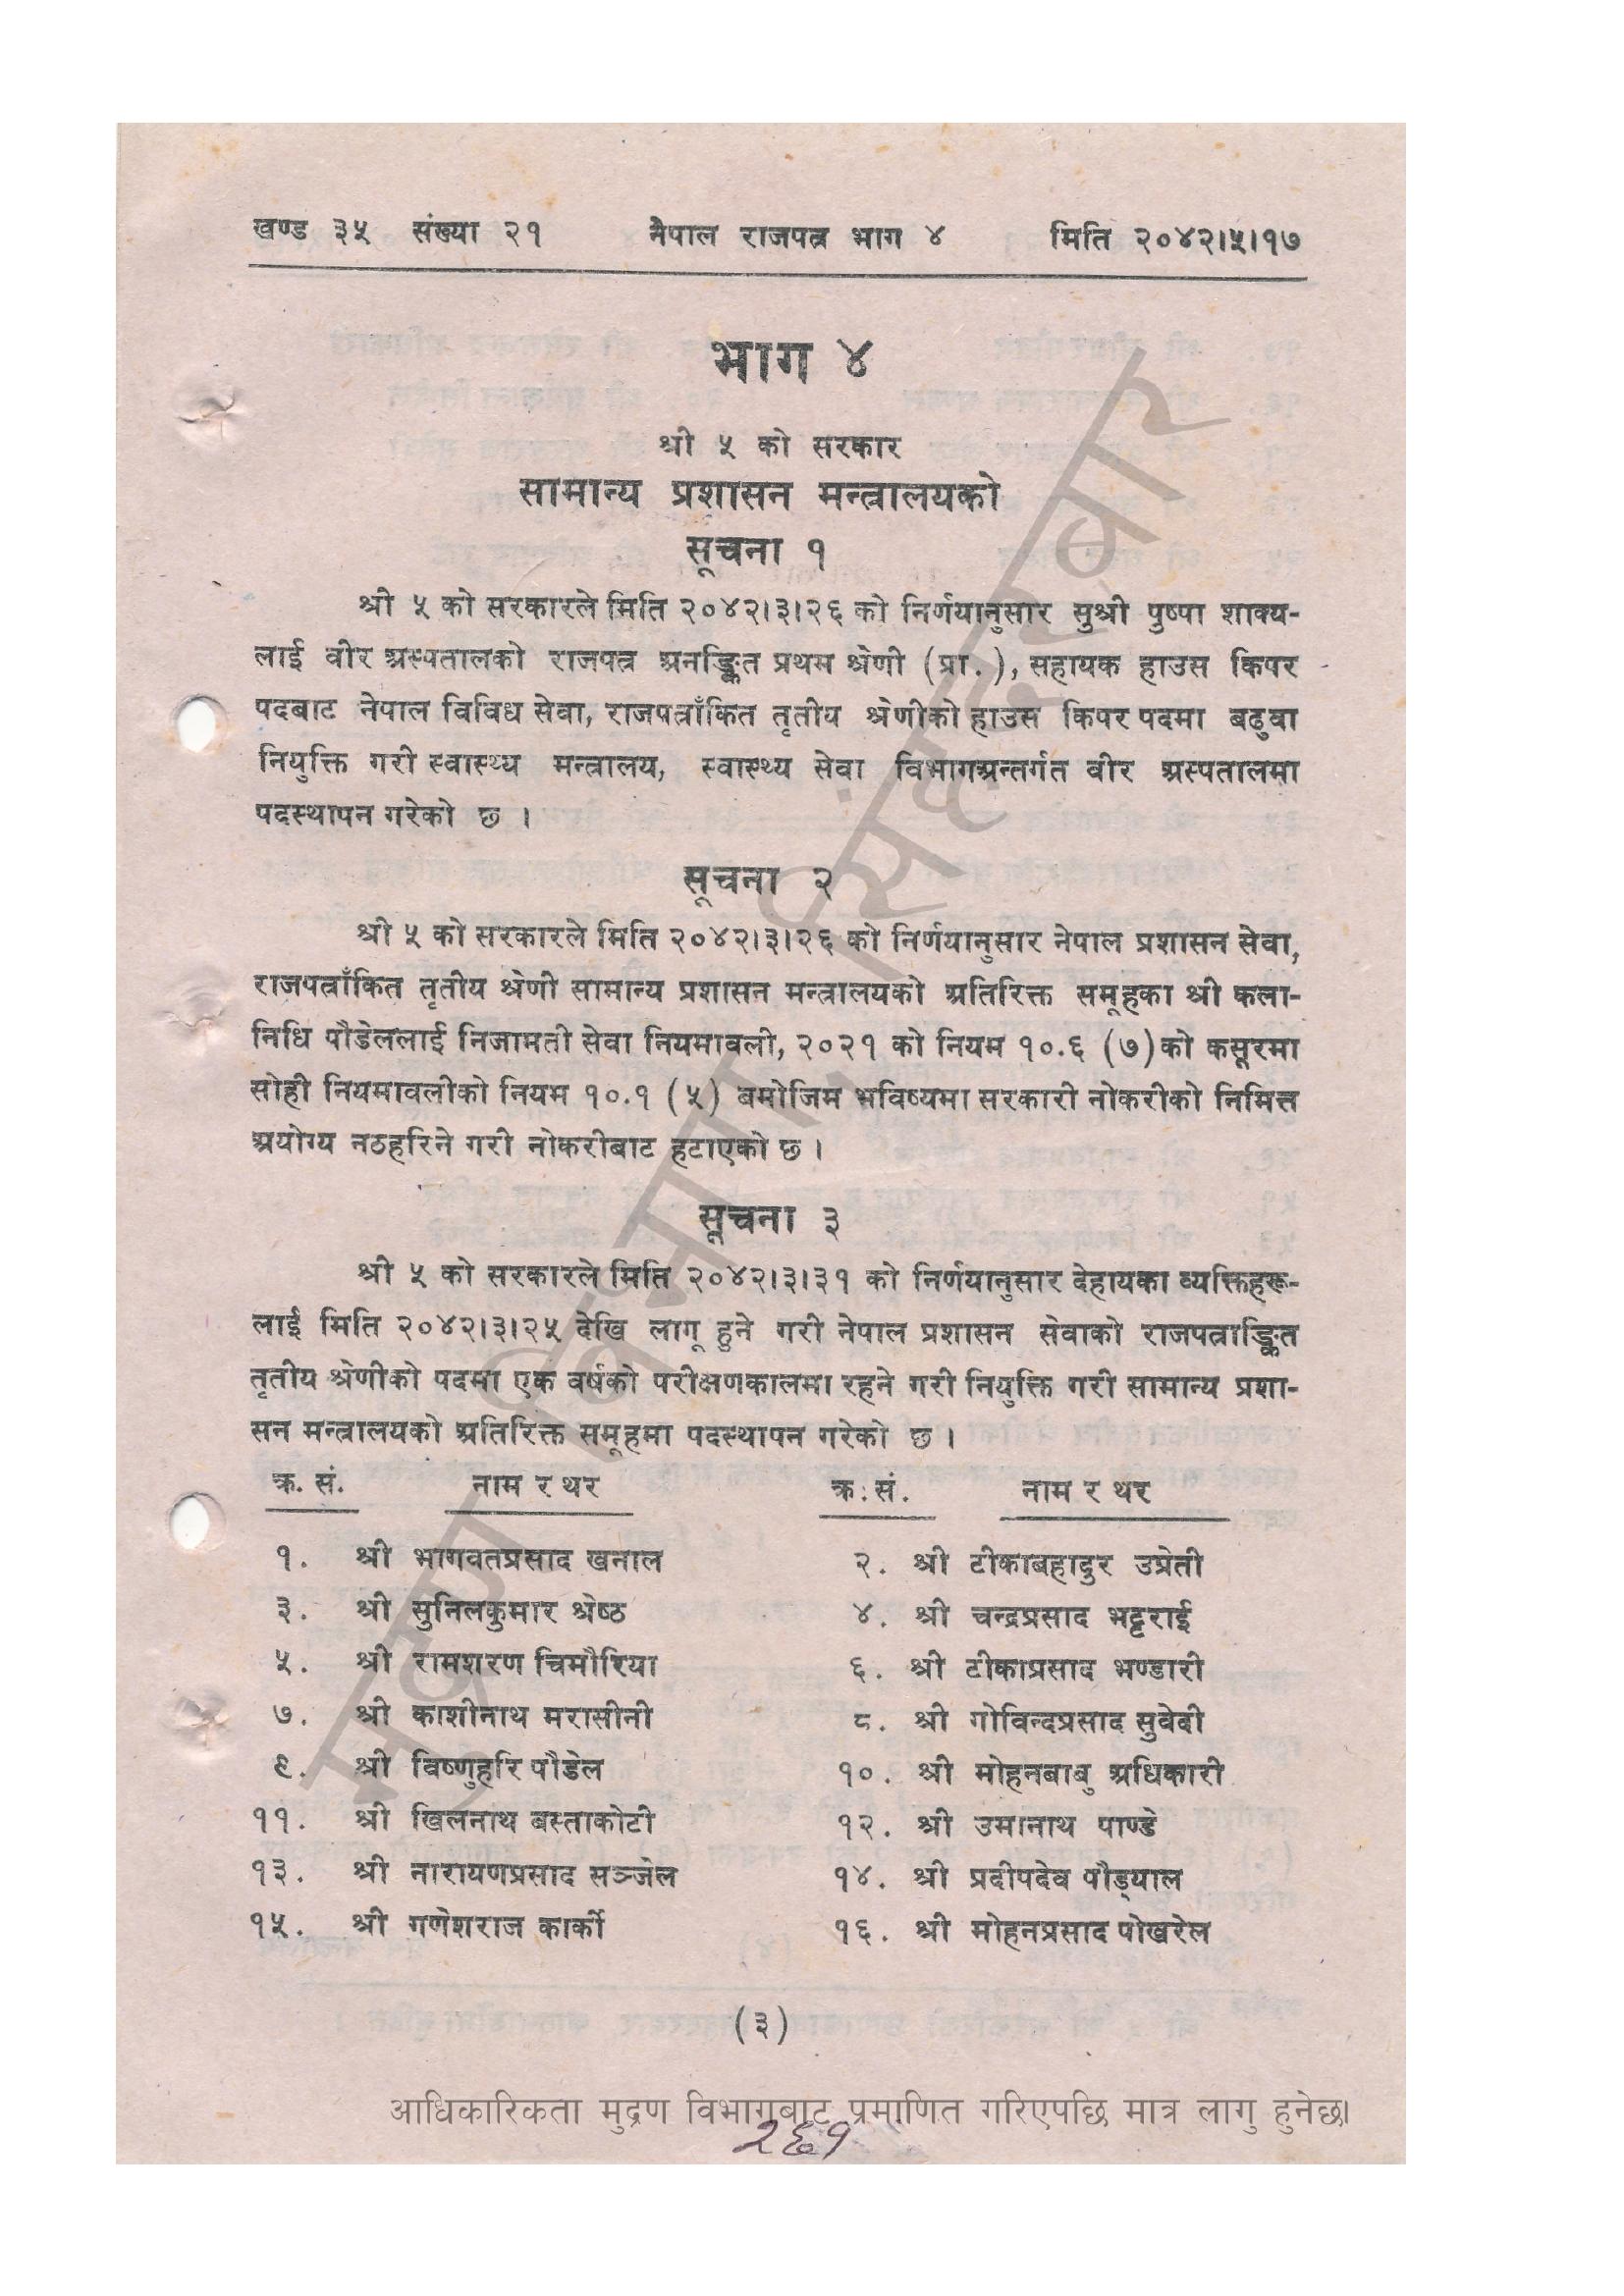 खण्ड ३५ संख्या २१ नेपाल राजपत्र भाग ४ मिति २०४२।५।१७
भाग ४
श्री ५ को सरकार
सामान्य प्रशासन मन्त्रालयको
सूचना १
श्री ५ को सरकारले मिति २०४२।३।२६ को निर्णयानुसार सुश्री पुष्पा शाक्य-
लाई वीर अस्पतालको राजपत्र अनङ्कित प्रथम श्रेणी (प्रा.), सहायक हाउस किपर
पदबाट नेपाल विविध सेवा, राजपत्राँकित तृतीय श्रेणीको हाउस किपर पदमा बढुवा
नियुक्ति गरी स्वास्थ्य मन्त्रालय, स्वास्थ्य सेवा विभागअन्तर्गत वीर अस्पतालमा
पदस्थापन गरेको छ ।
सूचना २
श्री ५ को सरकारले मिति २०४२।३।२६ को निर्णयानुसार नेपाल प्रशासन सेवा,
राजपत्राँकित तृतीय श्रेणी सामान्य प्रशासन मन्त्रालयको अतिरिक्त समूहका श्री कला-
निधि पौडेललाई निजामती सेवा नियमावली, २०२१ को नियम १०.६ (७) को कसूरमा
सोही नियमावलीको नियम १०.१ (५) बमोजिम भविष्यमा सरकारी नोकरीको निमित्त
अयोग्य नठहरिने गरी नोकरीबाट हटाएको छ ।
सूचना ३
श्री ५ को सरकारले मिति २०४२।३।३१ को निर्णयानुसार देहायका व्यक्तिहरू-
लाई मिति २०४२।३।२५ देखि लागू हुने गरी नेपाल प्रशासन सेवाको राजपत्राङ्कित
तृतीय श्रेणीको पदमा एक वर्षको परीक्षणकालमा रहने गरी नियुक्ति गरी सामान्य प्रशा-
सन मन्त्रालयको अतिरिक्त समूहमा पदस्थापन गरेको छ ।
क्र. सं. नाम र थर क्र. सं. नाम र थर
१. श्री भागवतप्रसाद खनाल २. श्री टीकाबहादुर उप्रेती
३. श्री सुनिलकुमार श्रेष्ठ ४. श्री चन्द्रप्रसाद भट्टराई
५. श्री रामशरण चिमौरिया ६. श्री टीकाप्रसाद भण्डारी
७. श्री काशीनाथ मरासीनी ८. श्री गोविन्दप्रसाद सुवेदी
९. श्री विष्णुहरि पौडेल १०. श्री मोहनबाबु अधिकारी
११. श्री खिलनाथ बस्ताकोटी १२. श्री उमानाथ पाण्डे
१३. श्री नारायणप्रसाद सञ्जेल १४. श्री प्रदीपदेव पौड्याल
१५. श्री गणेशराज कार्की १६. श्री मोहनप्रसाद पोखरेल
(३)
मुद्रण विभाग, सिंहदरबार
आधिकारिकता मुद्रण विभागबाट प्रमाणित गरिएपछि मात्र लागु हुनेछ।
२६१